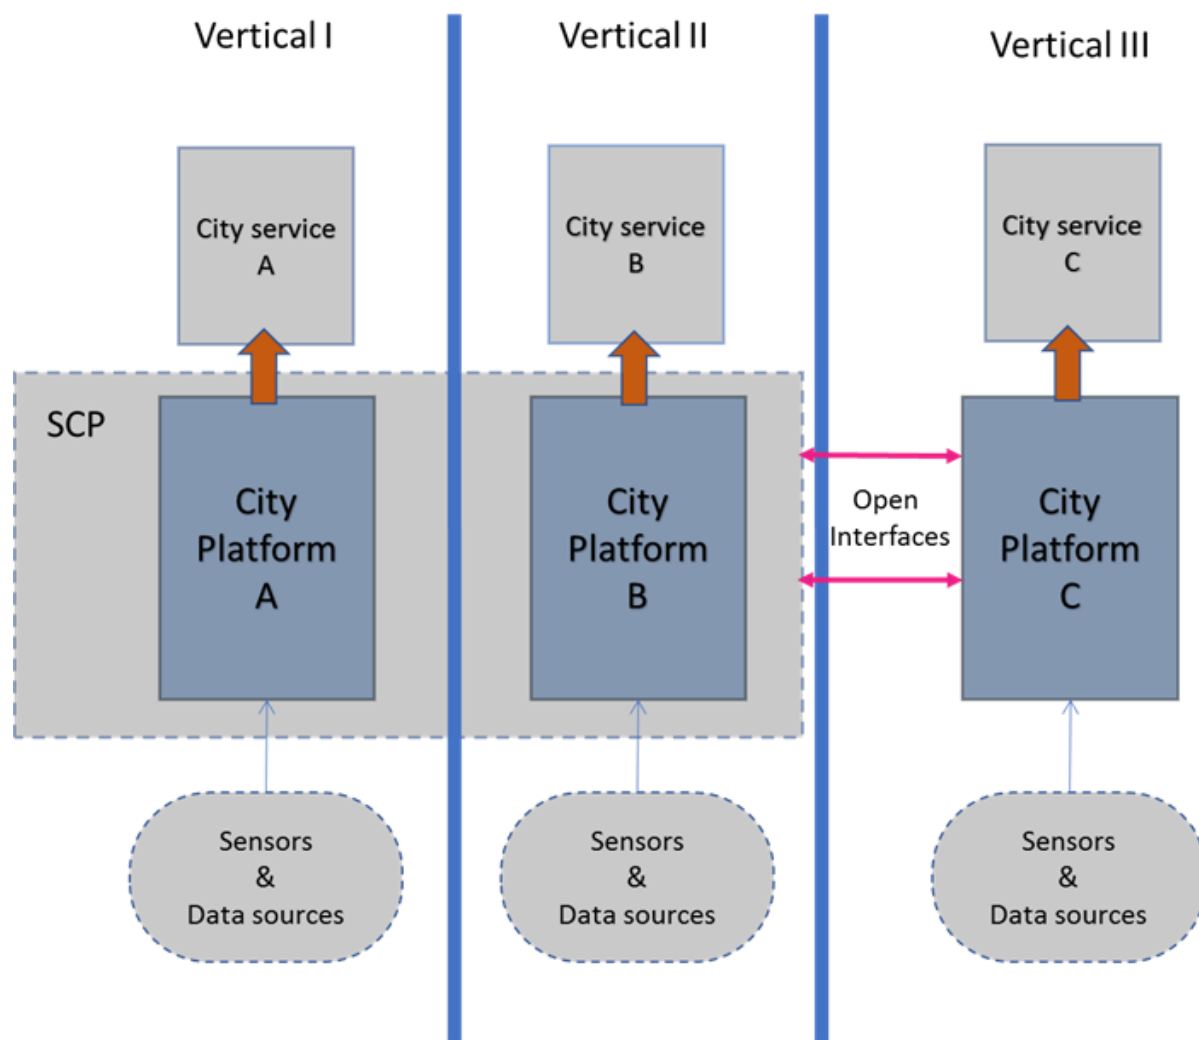 Vertical I
Vertical II
Vertical III
City service
A
City service
B
City service
C
SCP
City
Platform
A
City
Platform
B
Open
Interfaces
City
Platform
C
Sensors
&
Data sources
Sensors
&
Data sources
Sensors
&
Data sources